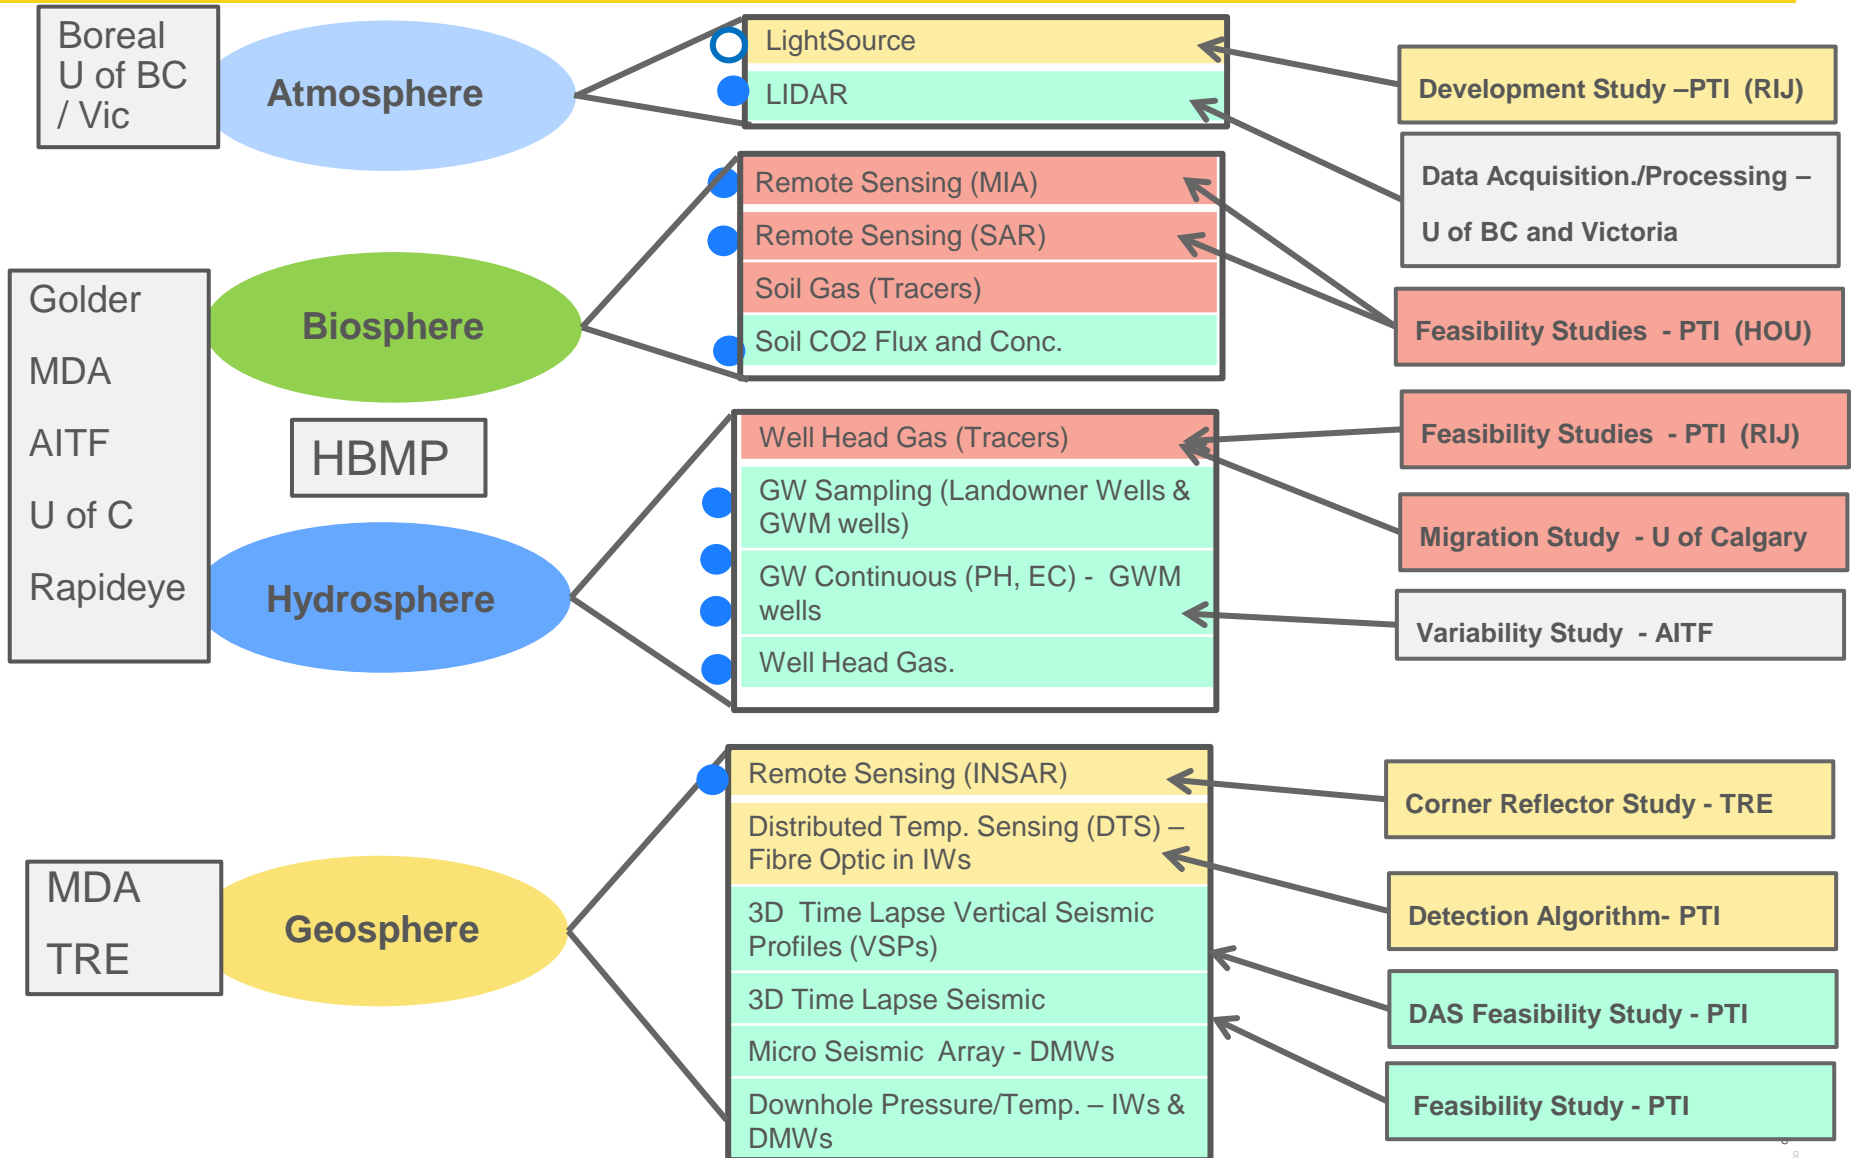 Boreal
U of BC
/ Vic
Atmosphere
LightSource
LIDAR
Development Study –PTI (RIJ)
Data Acquisition./Processing –
U of BC and Victoria
Golder
MDA
AITF
U of C
Rapideye
Biosphere
Remote Sensing (MIA)
Remote Sensing (SAR)
Soil Gas (Tracers)
Soil CO2 Flux and Conc.
Feasibility Studies - PTI (HOU)
HBMP
Hydrosphere
Well Head Gas (Tracers)
GW Sampling (Landowner Wells &
GWM wells)
GW Continuous (PH, EC) - GWM
wells
Well Head Gas.
Feasibility Studies - PTI (RIJ)
Migration Study - U of Calgary
Variability Study - AITF
MDA
TRE
Geosphere
Remote Sensing (INSAR)
Distributed Temp. Sensing (DTS) –
Fibre Optic in IWs
3D Time Lapse Vertical Seismic
Profiles (VSPs)
3D Time Lapse Seismic
Micro Seismic Array - DMWs
Downhole Pressure/Temp. – IWs &
DMWs
Corner Reflector Study - TRE
Detection Algorithm- PTI
DAS Feasibility Study - PTI
Feasibility Study - PTI
8